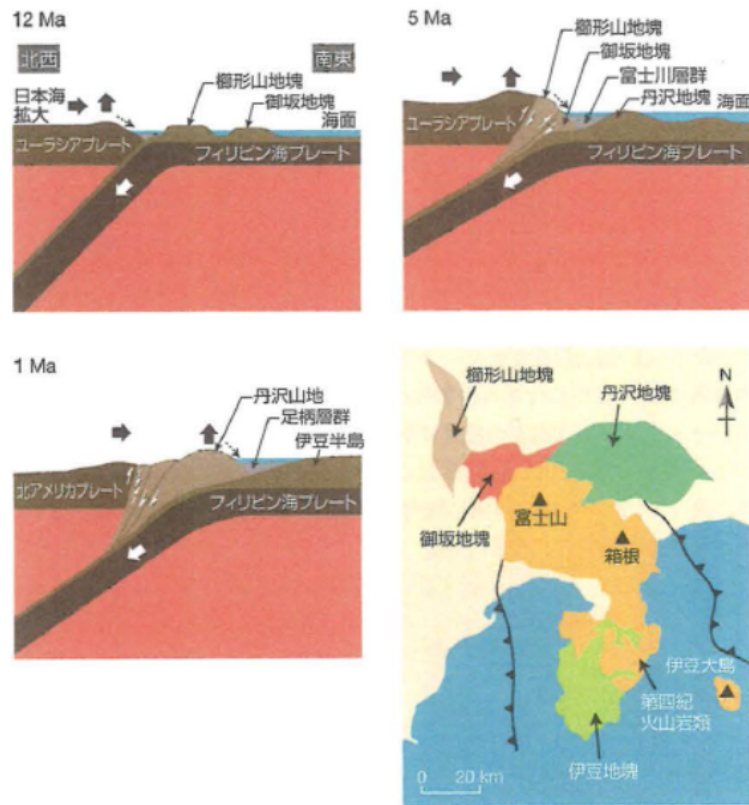 12 Ma
北西
南東
櫛形山地塊
御坂地塊
日本海
拡大
海面
ユーラシアプレート
フィリピン海プレート
5 Ma
櫛形山地塊
御坂地塊
富士川層群
丹沢地塊
海面
ユーラシアプレート
フィリピン海プレート
1 Ma
丹沢山地
足柄層群
伊豆半島
北アメリカプレート
フィリピン海プレート
櫛形山地塊
丹沢地塊
N
富士山
箱根
御坂地塊
伊豆大島
第四紀
火山岩類
伊豆地塊
0 20 km